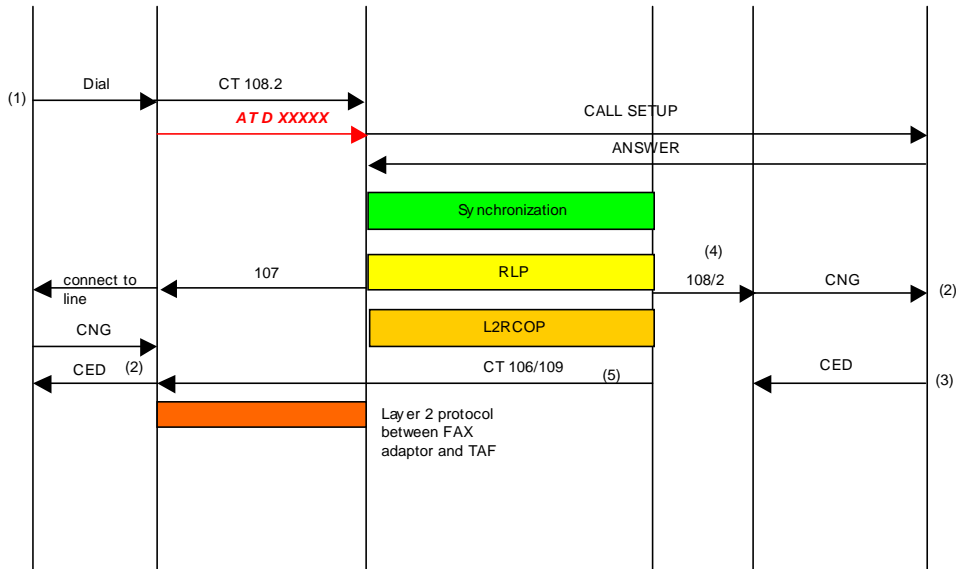 Dial
CT 108.2
(1)
AT D XXXXX
CALL SETUP
ANSWER
Synchronization
(4)
connect to
line
107
RLP
108/2
CNG
(2)
CNG
L2RCOP
CED
(2)
CT 106/109
(5)
CED
(3)
Layer 2 protocol
between FAX
adaptor and TAF